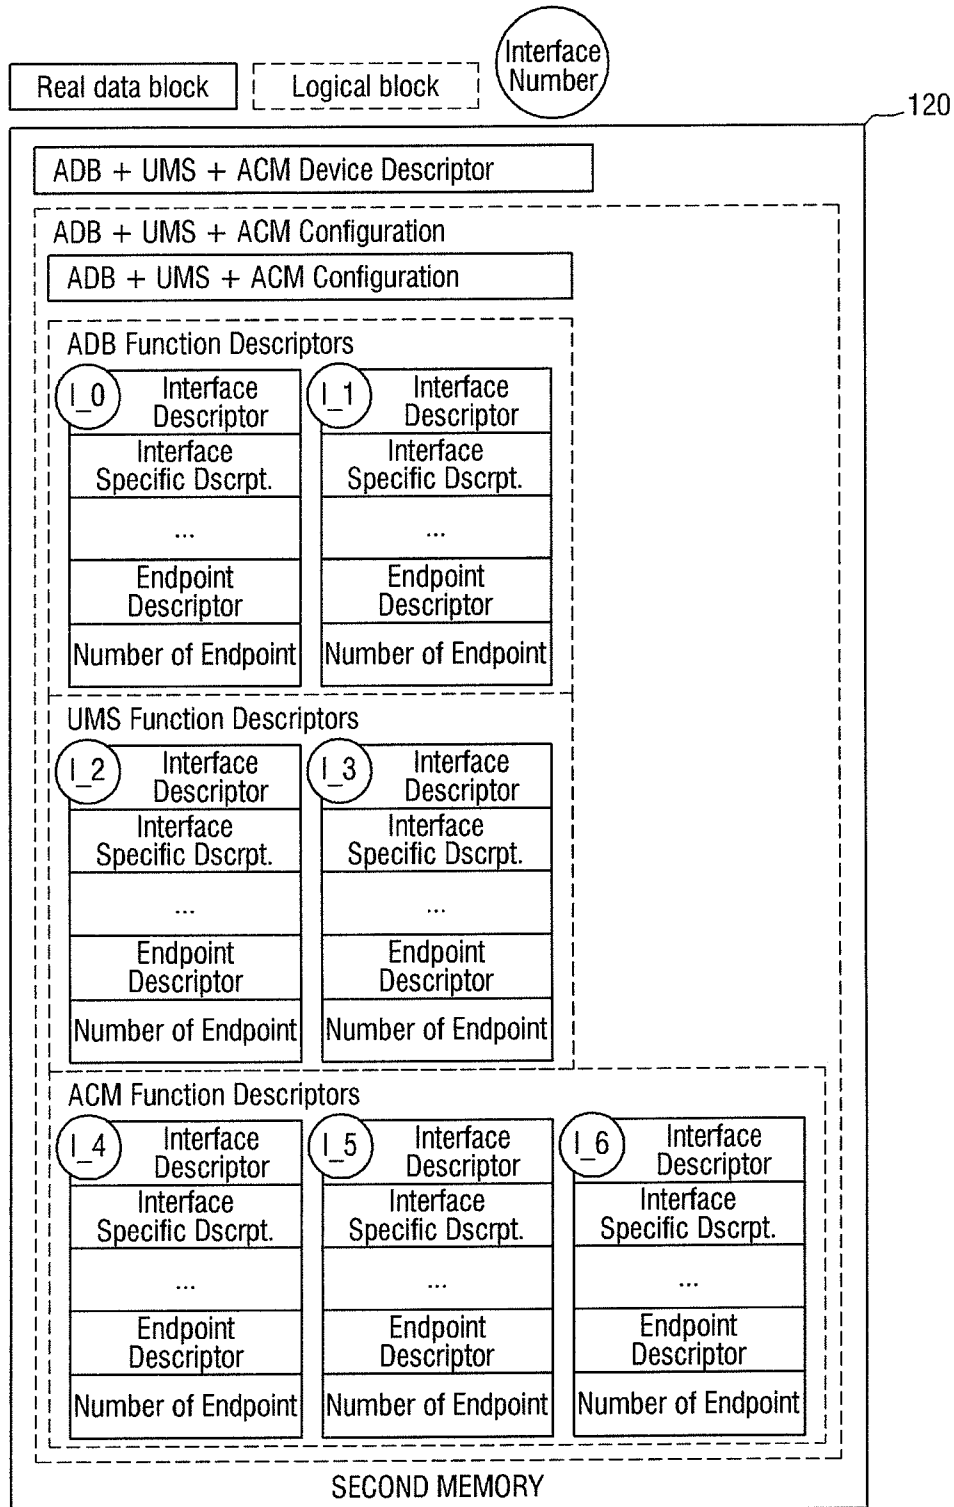 Real data block
Logical block
Interface
Number
120
ADB + UMS + ACM Device Descriptor
ADB + UMS + ACM Configuration
ADB + UMS + ACM Configuration
ADB Function Descriptors
I_0
Interface
Descriptor
Interface
Specific Dscrpt.
...
Endpoint
Descriptor
Number of Endpoint
I_1
Interface
Descriptor
Interface
Specific Dscrpt.
...
Endpoint
Descriptor
Number of Endpoint
UMS Function Descriptors
I_2
Interface
Descriptor
Interface
Specific Dscrpt.
...
Endpoint
Descriptor
Number of Endpoint
I_3
Interface
Descriptor
Interface
Specific Dscrpt.
...
Endpoint
Descriptor
Number of Endpoint
ACM Function Descriptors
I_4
Interface
Descriptor
Interface
Specific Dscrpt.
...
Endpoint
Descriptor
Number of Endpoint
I_5
Interface
Descriptor
Interface
Specific Dscrpt.
...
Endpoint
Descriptor
Number of Endpoint
I_6
Interface
Descriptor
Interface
Specific Dscrpt.
...
Endpoint
Descriptor
Number of Endpoint
SECOND MEMORY